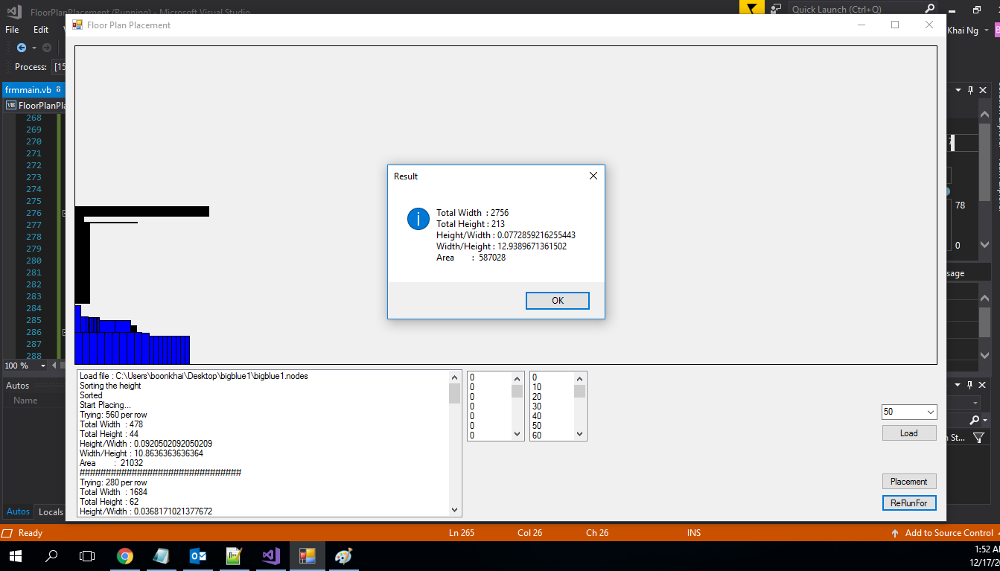 FloorPlanPlacement (Running) - Microsoft Visual Studio
Quick Launch (Ctrl+Q)
File Edit
Khai Ng
Process: [15
frmmain.vb
VB FloorPlanPla
268
269
270
271
272
273
274
275
276
277
278
279
280
281
282
283
284
285
286
287
288
100 %
Autos
Name
Autos Locals
Floor Plan Placement
Result
Total Width : 2756
Total Height : 213
Height/Width : 0.0772859216255443
Width/Height : 12.9389671361502
Area : 587028
OK
Load file : C:\Users\boonkhai\Desktop\bigblue1\bigblue1.nodes
Sorting the height
Sorted
Start Placing...
Trying: 560 per row
Total Width : 478
Total Height : 44
Height/Width : 0.0920502092050209
Width/Height : 10.8636363636364
Area : 21032
##############################
Trying: 280 per row
Total Width : 1684
Total Height : 62
Height/Width : 0.0368171021377672
0
0
0
0
0
0
0
0
10
20
30
40
50
60
50
Load
Placement
ReRunFor
78
0
ssage
n St...
Ready
Ln 265
Col 26
Ch 26
INS
Add to Source Control
1:52 A
12/17/2